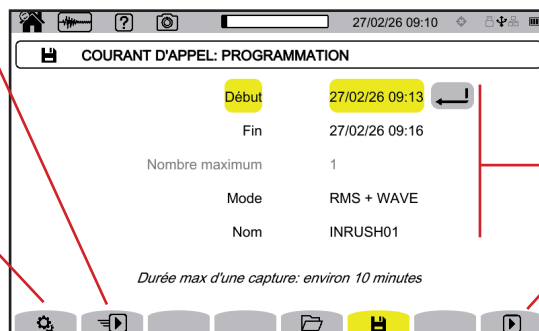 ?
27/02/26 09:10
COURANT D'APPEL: PROGRAMMATION
Début 27/02/26 09:13
Fin 27/02/26 09:16
Nombre maximum 1
Mode RMS + WAVE
Nom INRUSH01
Durée max d'une capture: environ 10 minutes